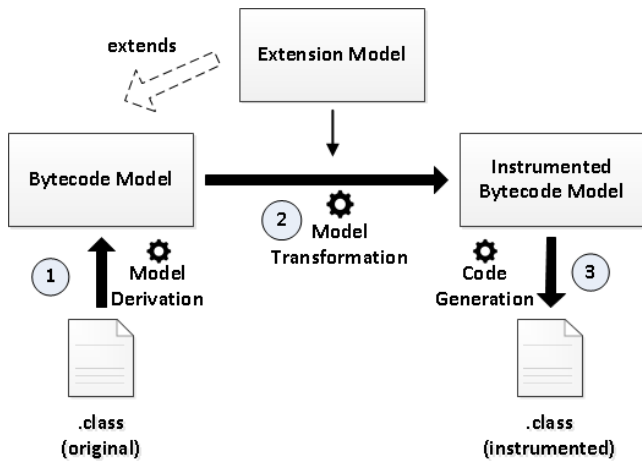 extends
Extension Model
Bytecode Model
Instrumented
Bytecode Model
2
Model
Transformation
1
Model
Derivation
Code
Generation
3
.class
(original)
.class
(instrumented)